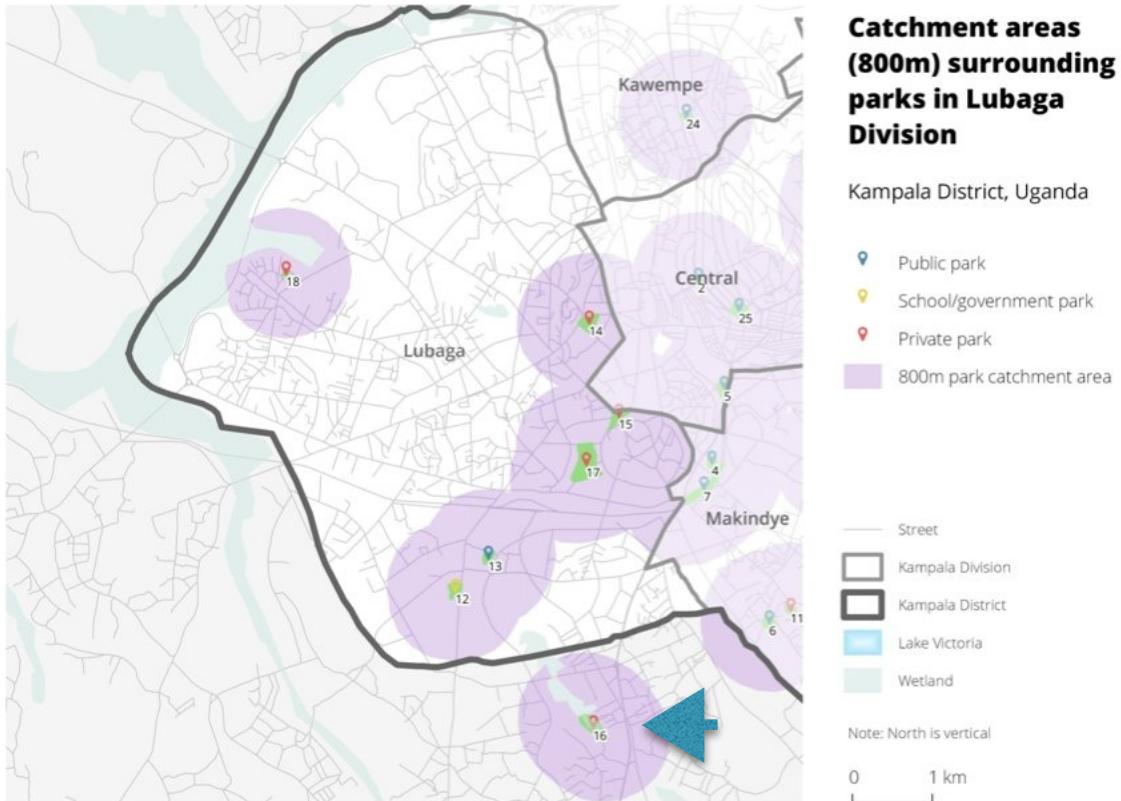 Catchment areas
(800m) surrounding
parks in Lubaga
Division
Kampala District, Uganda
Public park
School/government park
Private park
800m park catchment area
Street
Kampala Division
Kampala District
Lake Victoria
Wetland
Note: North is vertical
0 1 km
Kawempe
24
Central
2
25
18
14
Lubaga
5
15
17
4
7
Makindye
13
12
11
6
16